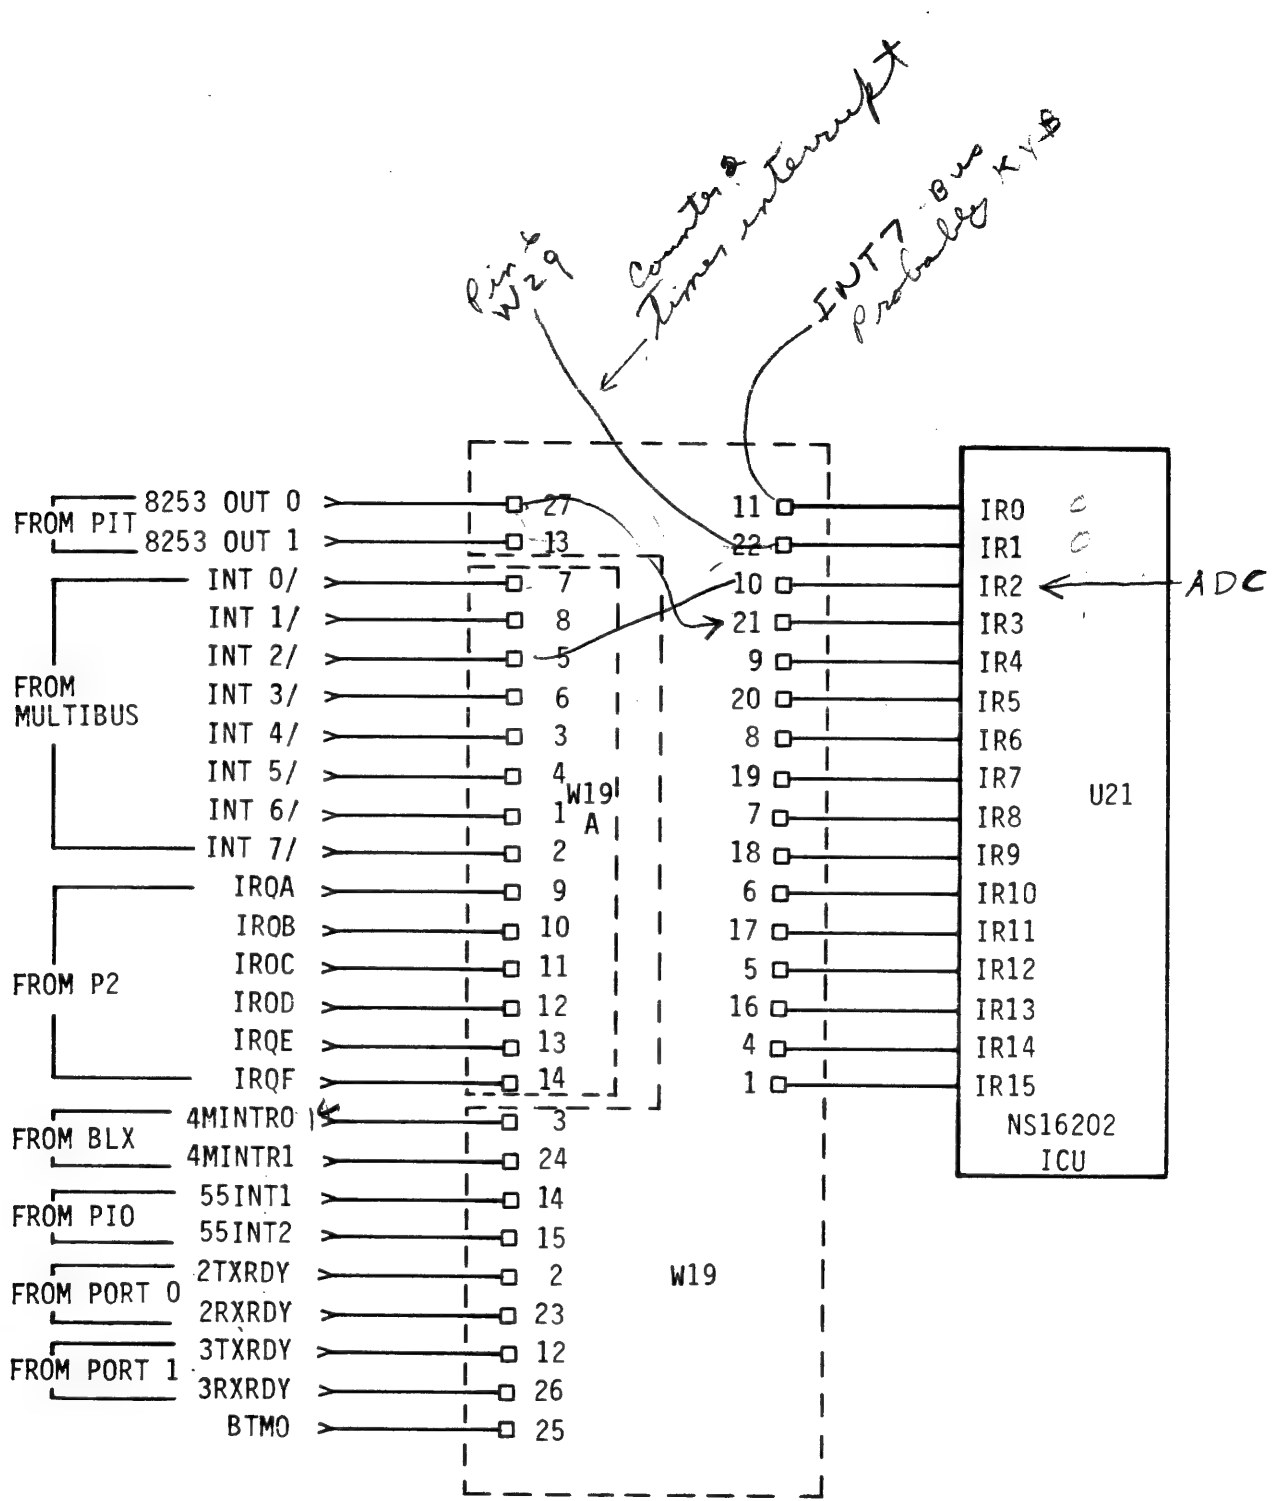 Pin 6
W29
Counter 2
Timer interrupt
INT 7 - Bus
Probably KYB
FROM PIT
8253 OUT 0
27
8253 OUT 1
13
FROM MULTIBUS
INT 0/
7
INT 1/
8
INT 2/
5
INT 3/
6
INT 4/
3
INT 5/
4
INT 6/
1
INT 7/
2
W19
A
FROM P2
IRQA
9
IRQB
10
IROC
11
IROD
12
IRQE
13
IRQF
14
FROM BLX
4MINTR0
3
4MINTR1
24
FROM PIO
55INT1
14
55INT2
15
FROM PORT 0
2TXRDY
2
2RXRDY
23
FROM PORT 1
3TXRDY
12
3RXRDY
26
BTMO
25
W19
11
IR0
22
IR1
10
IR2
ADC
21
IR3
9
IR4
20
IR5
8
IR6
19
IR7
7
IR8
18
IR9
6
IR10
17
IR11
5
IR12
16
IR13
4
IR14
1
IR15
U21
NS16202
ICU